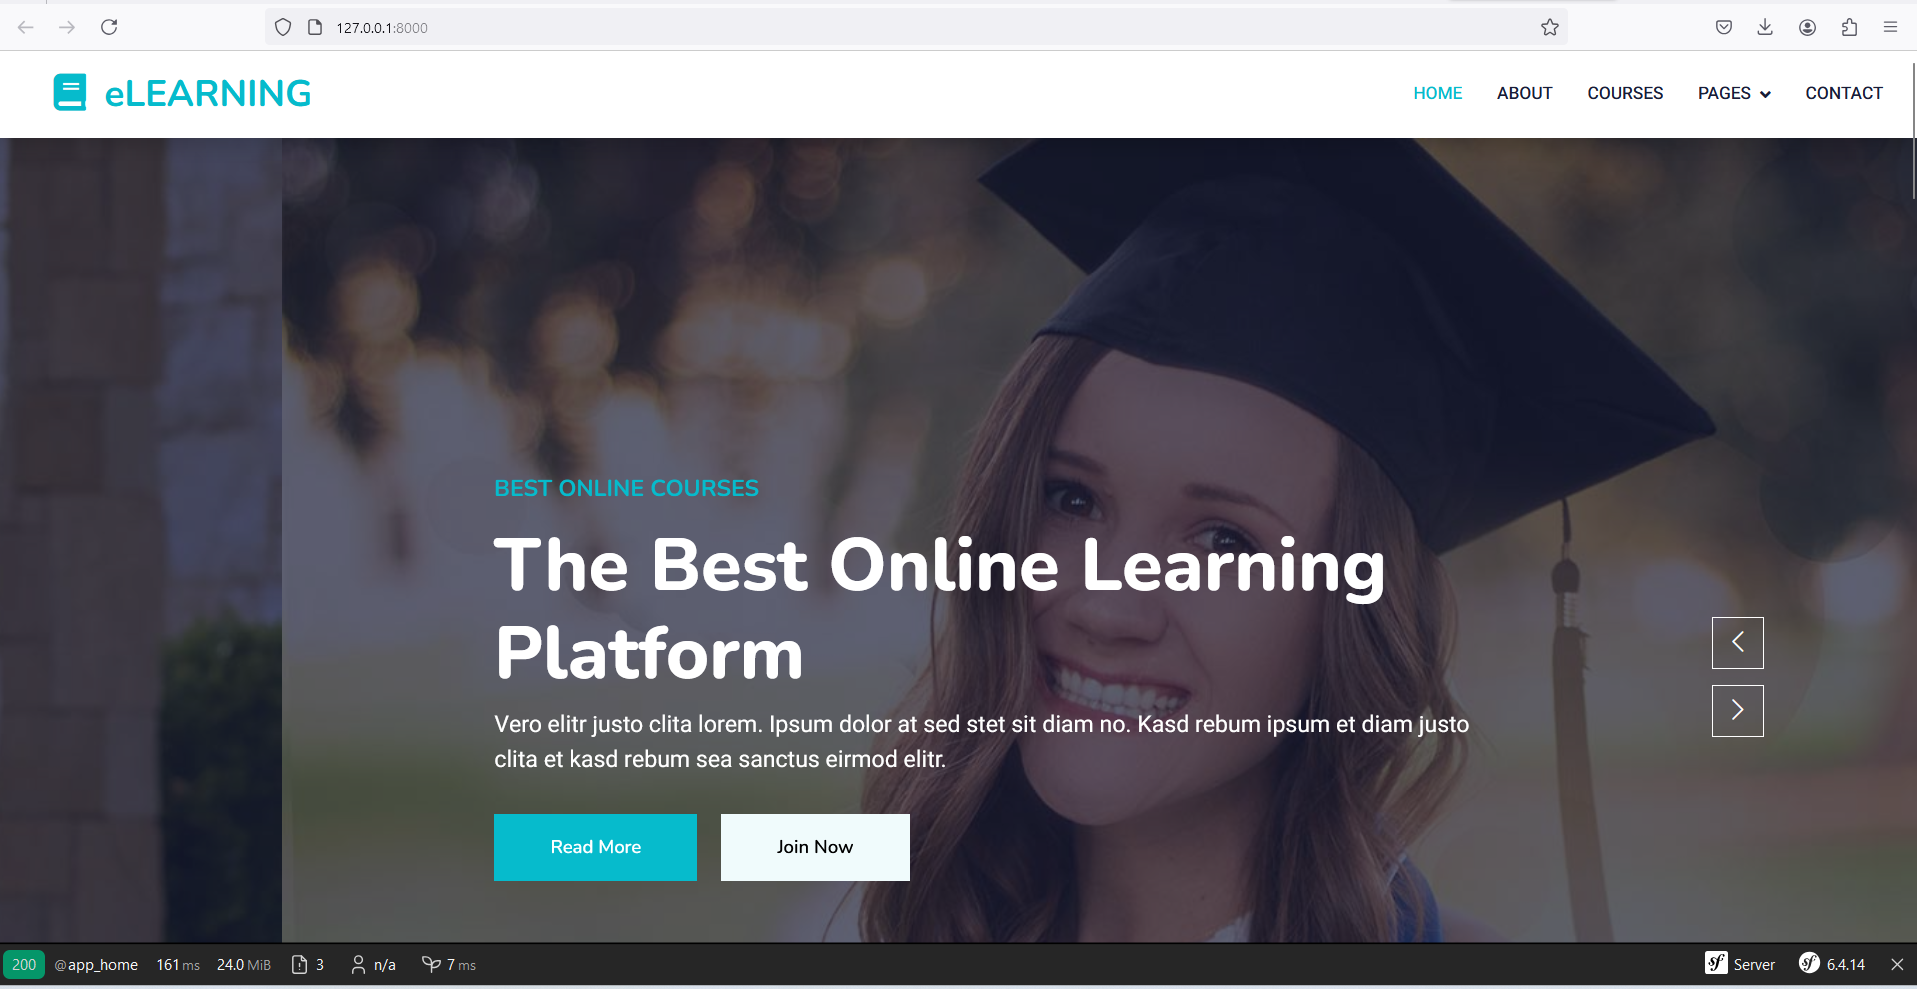 127.0.0.1:8000
eLEARNING
HOME ABOUT COURSES PAGES CONTACT
BEST ONLINE COURSES
The Best Online Learning
Platform
Vero elitr justo clita lorem. Ipsum dolor at sed stet sit diam no. Kasd rebum ipsum et diam justo
clita et kasd rebum sea sanctus eirmod elitr.
Read More Join Now
200 @app_home 161 ms 24.0 MiB 3 n/a 7 ms sf Server sf 6.4.14